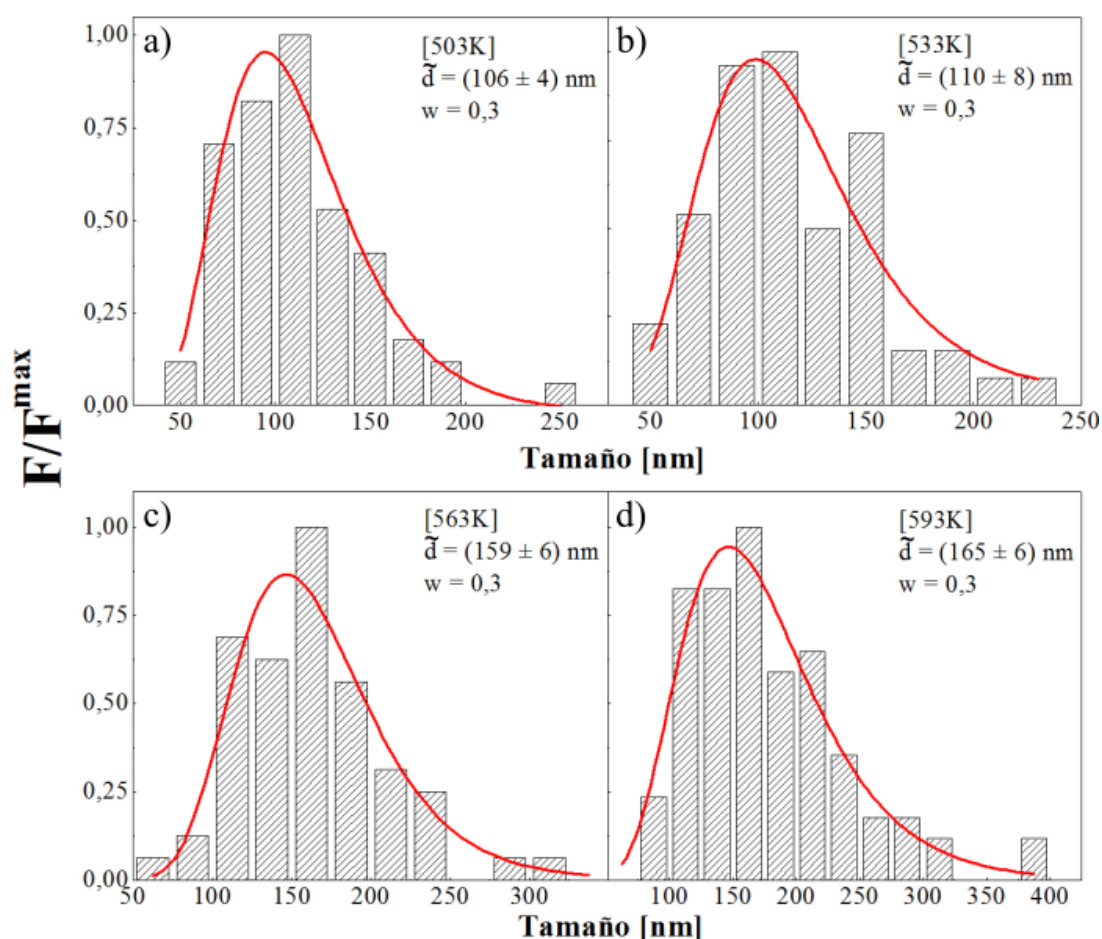 F/F^max
a)
[503K]
d̃ = (106 ± 4) nm
w = 0,3
b)
[533K]
d̃ = (110 ± 8) nm
w = 0,3
1,00
0,75
0,50
0,25
0,00
50 100 150 200 250
50 100 150 200 250
Tamaño [nm]
c)
[563K]
d̃ = (159 ± 6) nm
w = 0,3
d)
[593K]
d̃ = (165 ± 6) nm
w = 0,3
1,00
0,75
0,50
0,25
0,00
50 100 150 200 250 300
100 150 200 250 300 350 400
Tamaño [nm]